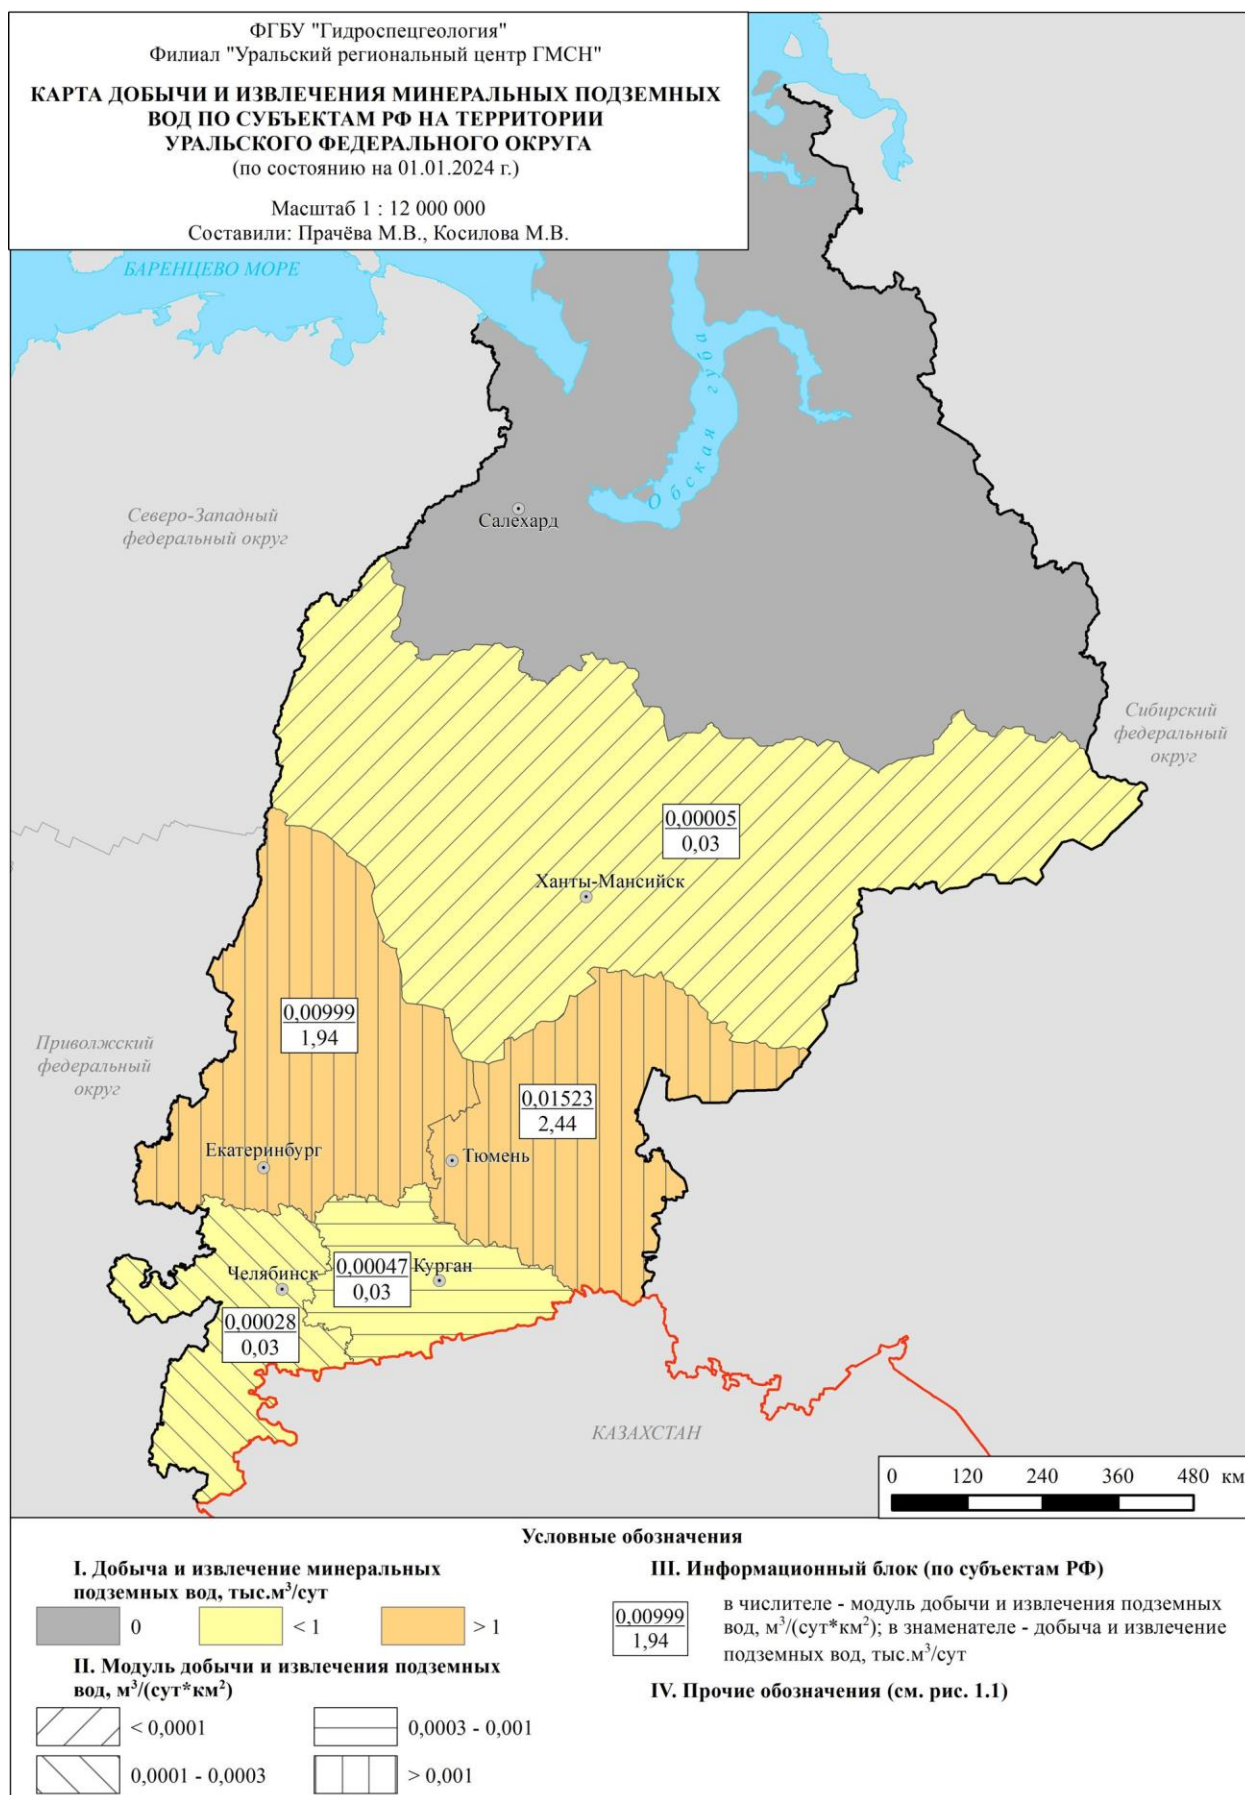 ФГБУ "Гидроспецгеология"
Филиал "Уральский региональный центр ГМСН"
КАРТА ДОБЫЧИ И ИЗВЛЕЧЕНИЯ МИНЕРАЛЬНЫХ ПОДЗЕМНЫХ
ВОД ПО СУБЪЕКТАМ РФ НА ТЕРРИТОРИИ
УРАЛЬСКОГО ФЕДЕРАЛЬНОГО ОКРУГА
(по состоянию на 01.01.2024 г.)
Масштаб 1 : 12 000 000
Составили: Прачёва М.В., Косилова М.В.
БАРЕНЦЕВО МОРЕ
Обская губа
Северо-Западный
федеральный округ
Салехард
Сибирский
федеральный
округ
0,00005
0,03
Ханты-Мансийск
0,00999
1,94
Приволжский
федеральный
округ
0,01523
2,44
Екатеринбург
Тюмень
Челябинск
0,00047
0,03
Курган
0,00028
0,03
КАЗАХСТАН
0 120 240 360 480 км
Условные обозначения
I. Добыча и извлечение минеральных
подземных вод, тыс.м³/сут
0 < 1 > 1
II. Модуль добычи и извлечения подземных
вод, м³/(сут*км²)
< 0,0001 0,0003 - 0,001
0,0001 - 0,0003 > 0,001
III. Информационный блок (по субъектам РФ)
0,00999
1,94
в числителе - модуль добычи и извлечения подземных
вод, м³/(сут*км²); в знаменателе - добыча и извлечение
подземных вод, тыс.м³/сут
IV. Прочие обозначения (см. рис. 1.1)